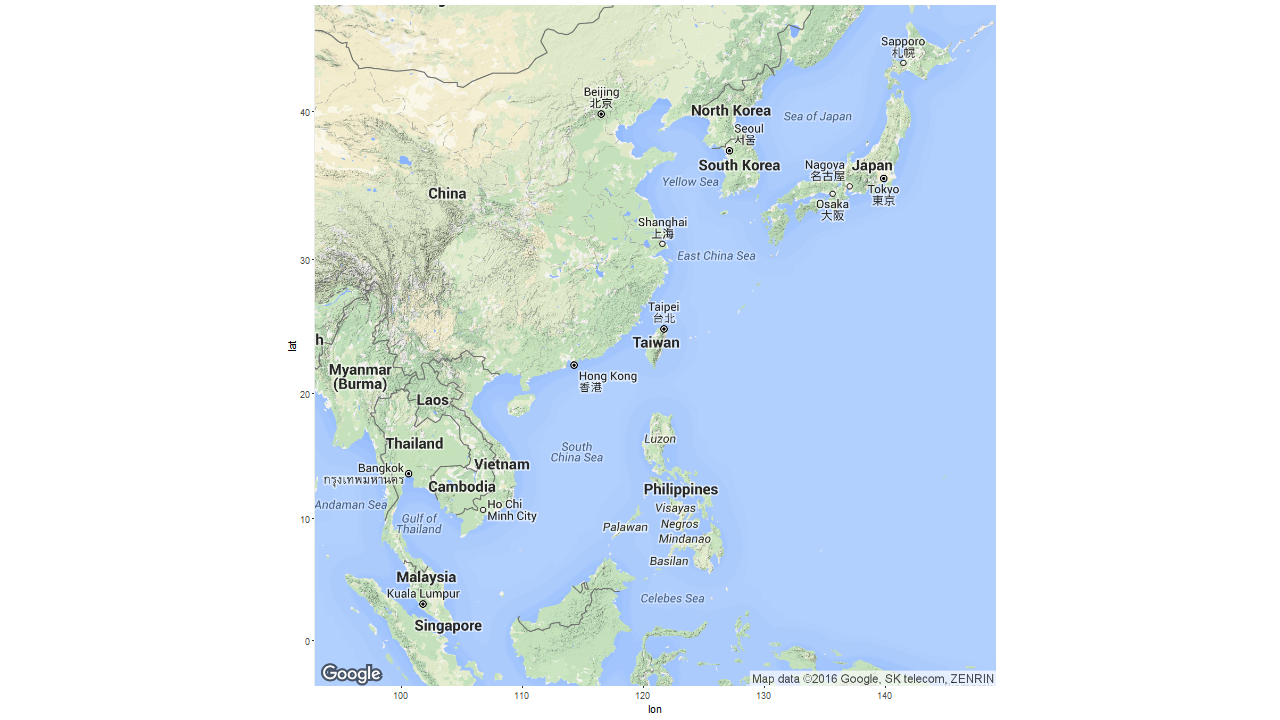 Sapporo
札幌
Beijing
北京
40
North Korea
Sea of Japan
Seoul
서울
South Korea
Nagoya
名古屋
Japan
Yellow Sea
Tokyo
東京
China
Osaka
大阪
Shanghai
上海
East China Sea
30
Taipei
台北
Taiwan
h
lat
Myanmar
(Burma)
Hong Kong
香港
20
Laos
Luzon
Thailand
South
China Sea
Vietnam
Bangkok
กรุงเทพมหานคร
Cambodia
Philippines
Andaman Sea
Ho Chi
Minh City
Visayas
10
Gulf of
Thailand
Palawan
Negros
Mindanao
Basilan
Malaysia
Kuala Lumpur
Celebes Sea
Singapore
0
Google
Map data ©2016 Google, SK telecom, ZENRIN
100
110
120
130
140
lon